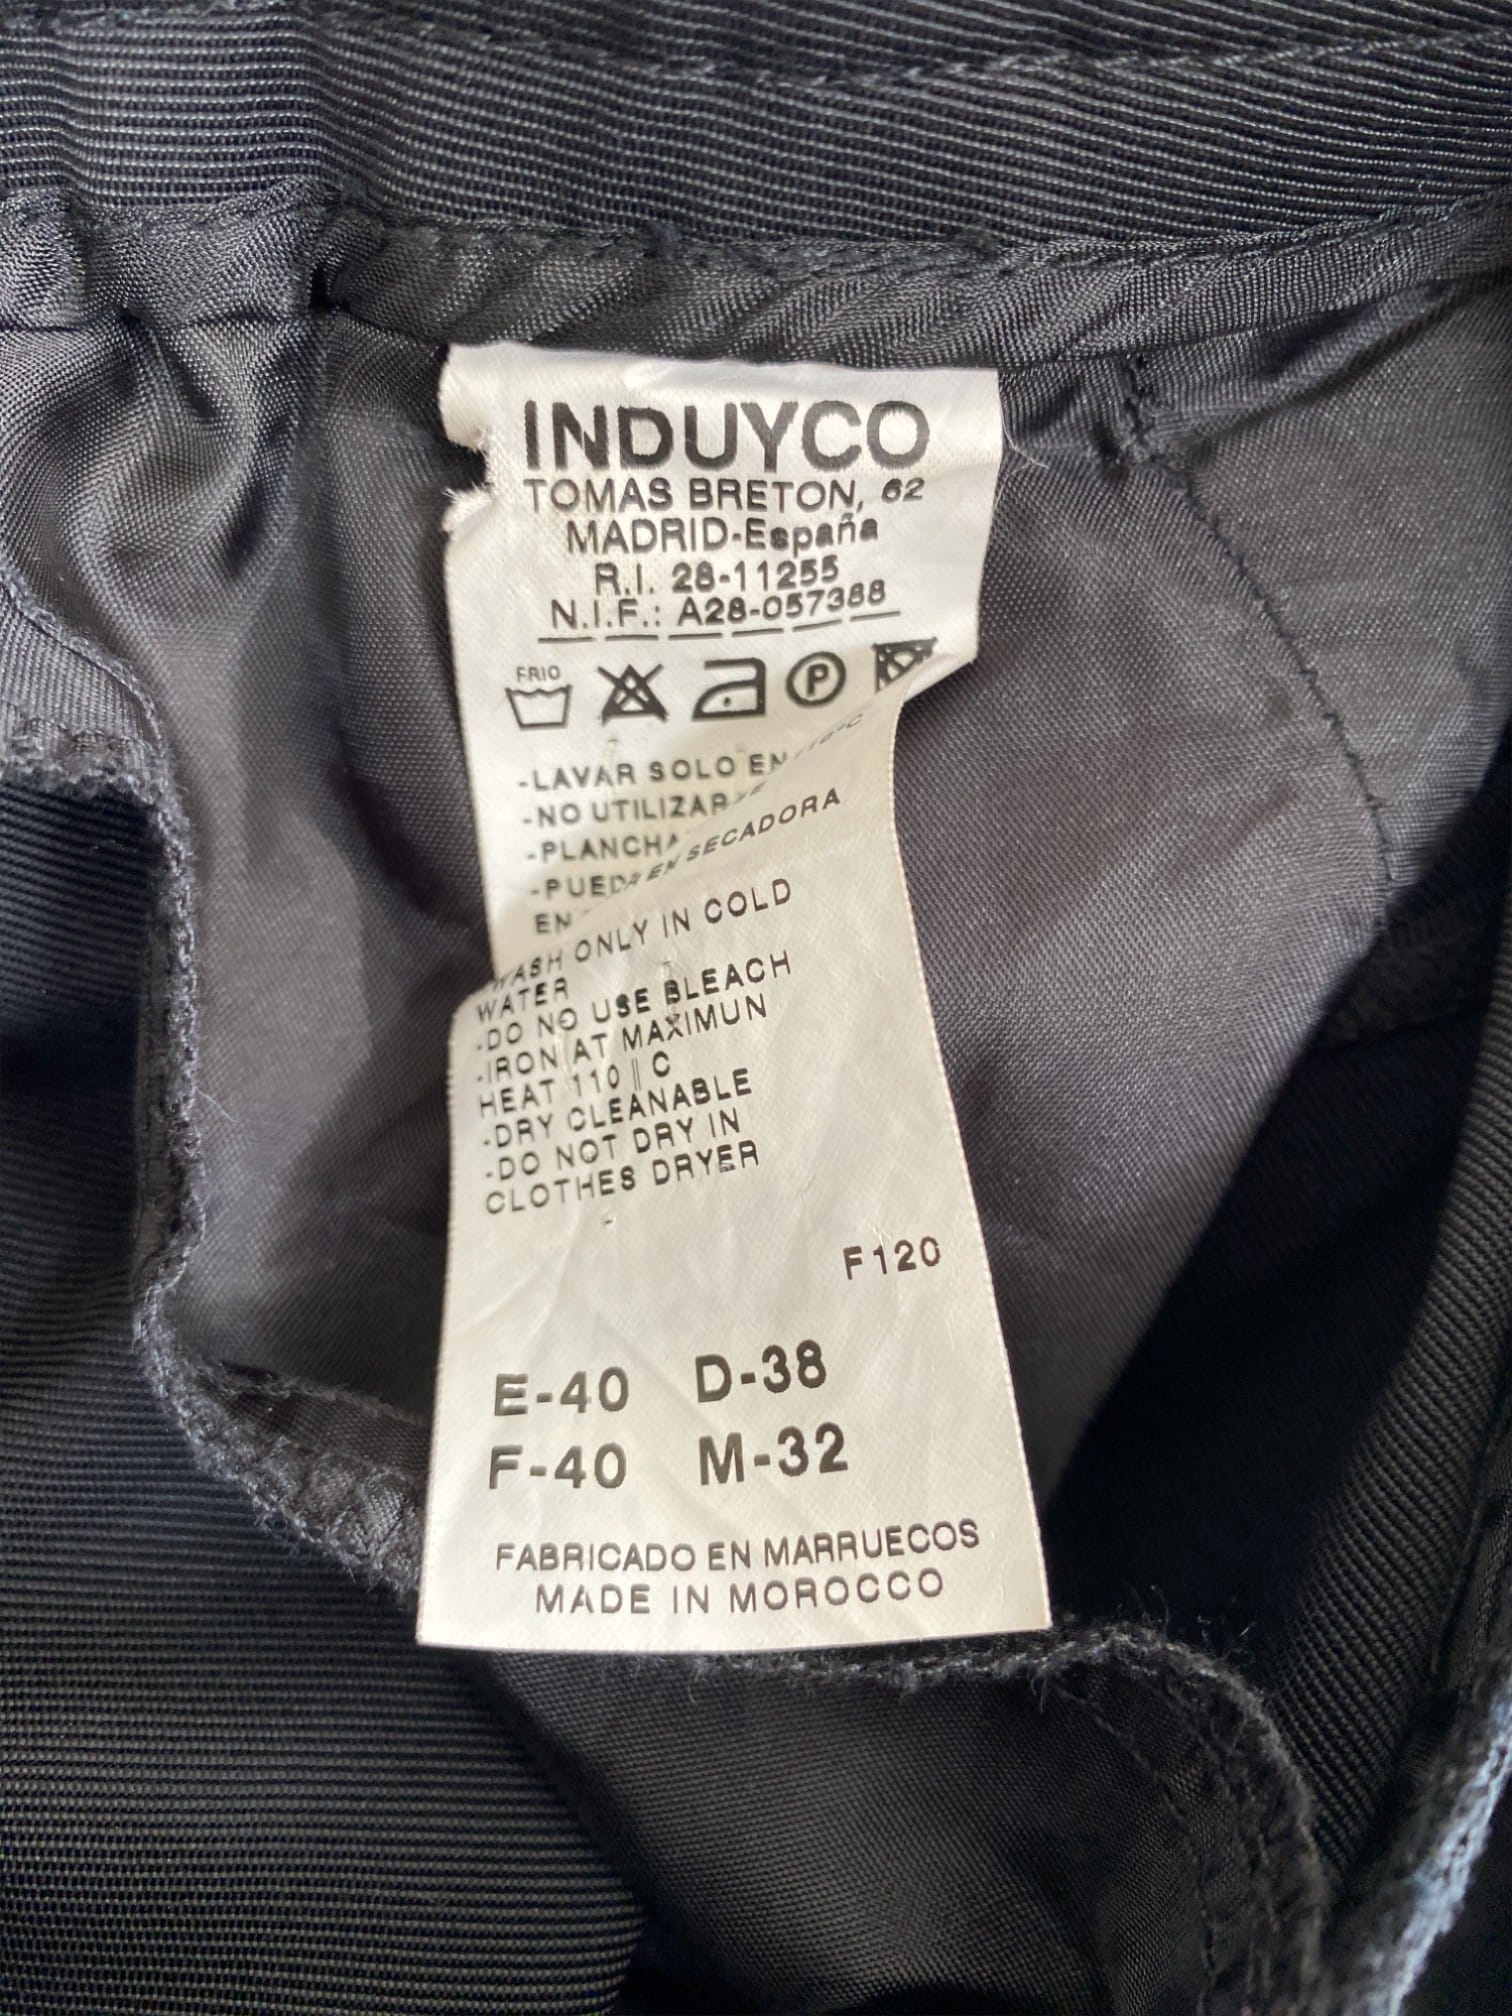 INDUYCO
TOMAS BRETON, 62
MADRID-España
R.I. 28-11255
N.I.F.: A28-057388
FRIO
P
-LAVAR SOLO EN
-NO UTILIZAR
-PLANCHA
EN SECADORA
EN
WASH ONLY IN COLD
WATER
-DO NO USE BLEACH
-IRON AT MAXIMUN
HEAT 110 C
-DRY CLEANABLE
-DO NOT DRY IN
CLOTHES DRYER
F120
E-40 D-38
F-40 M-32
FABRICADO EN MARRUECOS
MADE IN MOROCCO